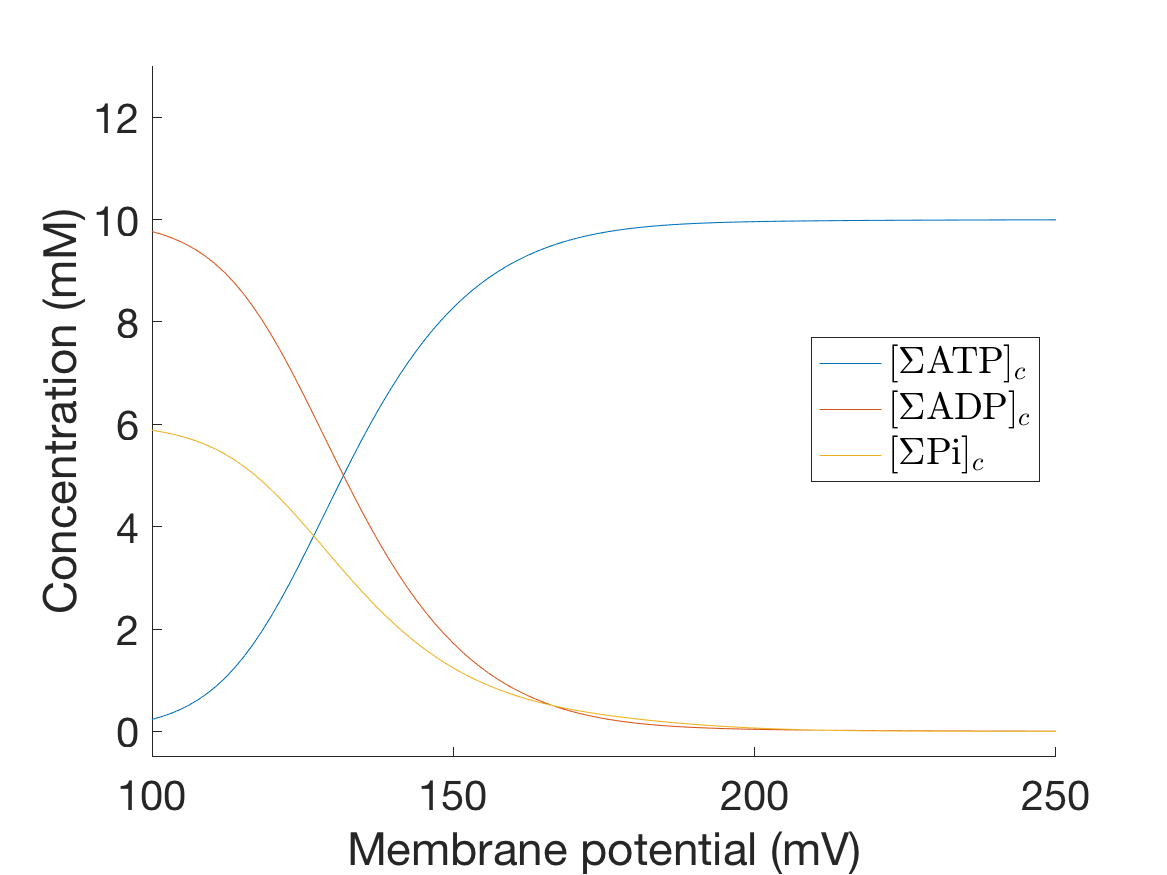 12
10
8
6
4
2
0
Concentration (mM)
[ΣATP]c
[ΣADP]c
[ΣPi]c
100 150 200 250
Membrane potential (mV)